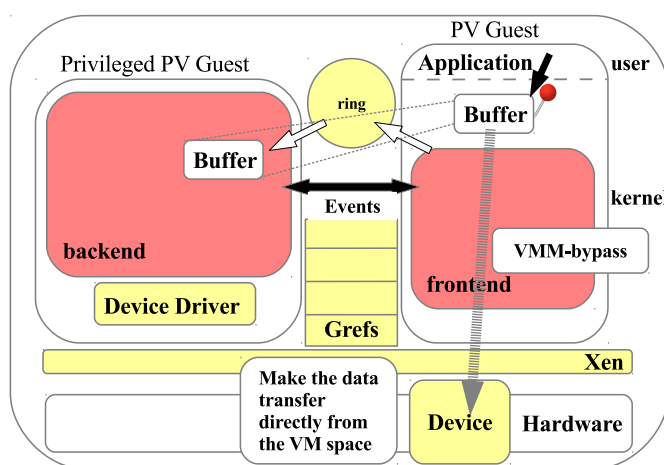 PV Guest
Privileged PV Guest
Application
user
ring
Buffer
Buffer
kernel
Events
VMM-bypass
backend
frontend
Device Driver
Grefs
Xen
Make the data
transfer
directly from
the VM space
Device
Hardware